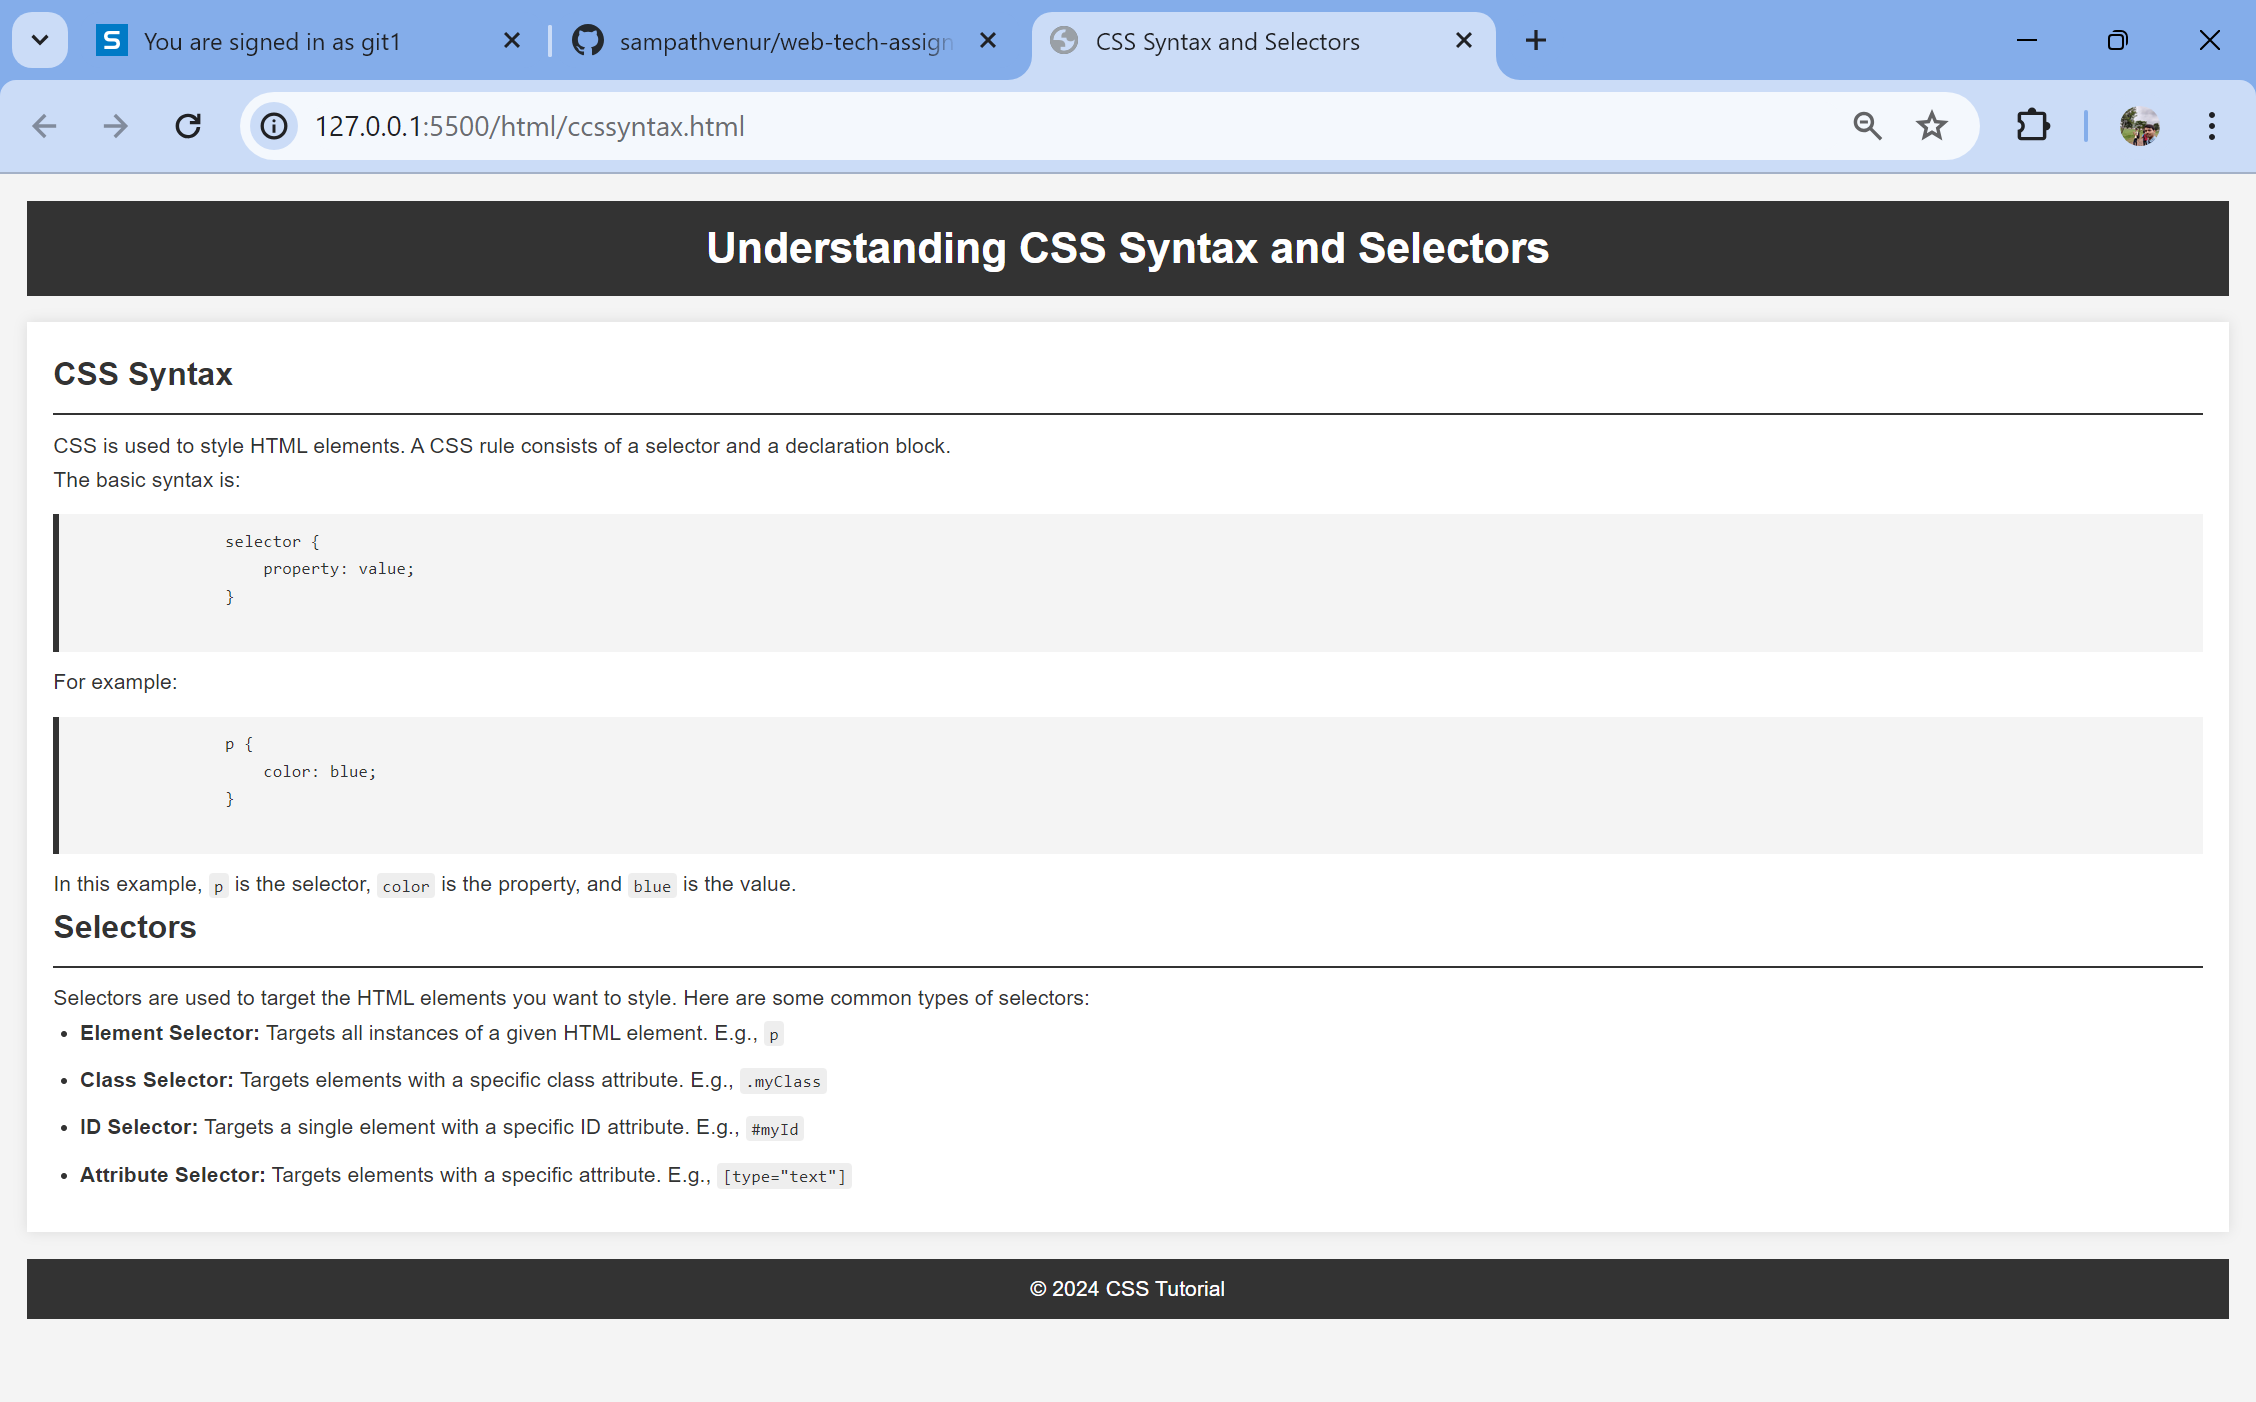 You are signed in as git1
sampathvenur/web-tech-assign
CSS Syntax and Selectors
127.0.0.1:5500/html/ccssyntax.html
Understanding CSS Syntax and Selectors
CSS Syntax
CSS is used to style HTML elements. A CSS rule consists of a selector and a declaration block.
The basic syntax is:
selector {
    property: value;
}
For example:
p {
    color: blue;
}
In this example, p is the selector, color is the property, and blue is the value.
Selectors
Selectors are used to target the HTML elements you want to style. Here are some common types of selectors:
• Element Selector: Targets all instances of a given HTML element. E.g., p
• Class Selector: Targets elements with a specific class attribute. E.g., .myClass
• ID Selector: Targets a single element with a specific ID attribute. E.g., #myId
• Attribute Selector: Targets elements with a specific attribute. E.g., [type="text"]
© 2024 CSS Tutorial